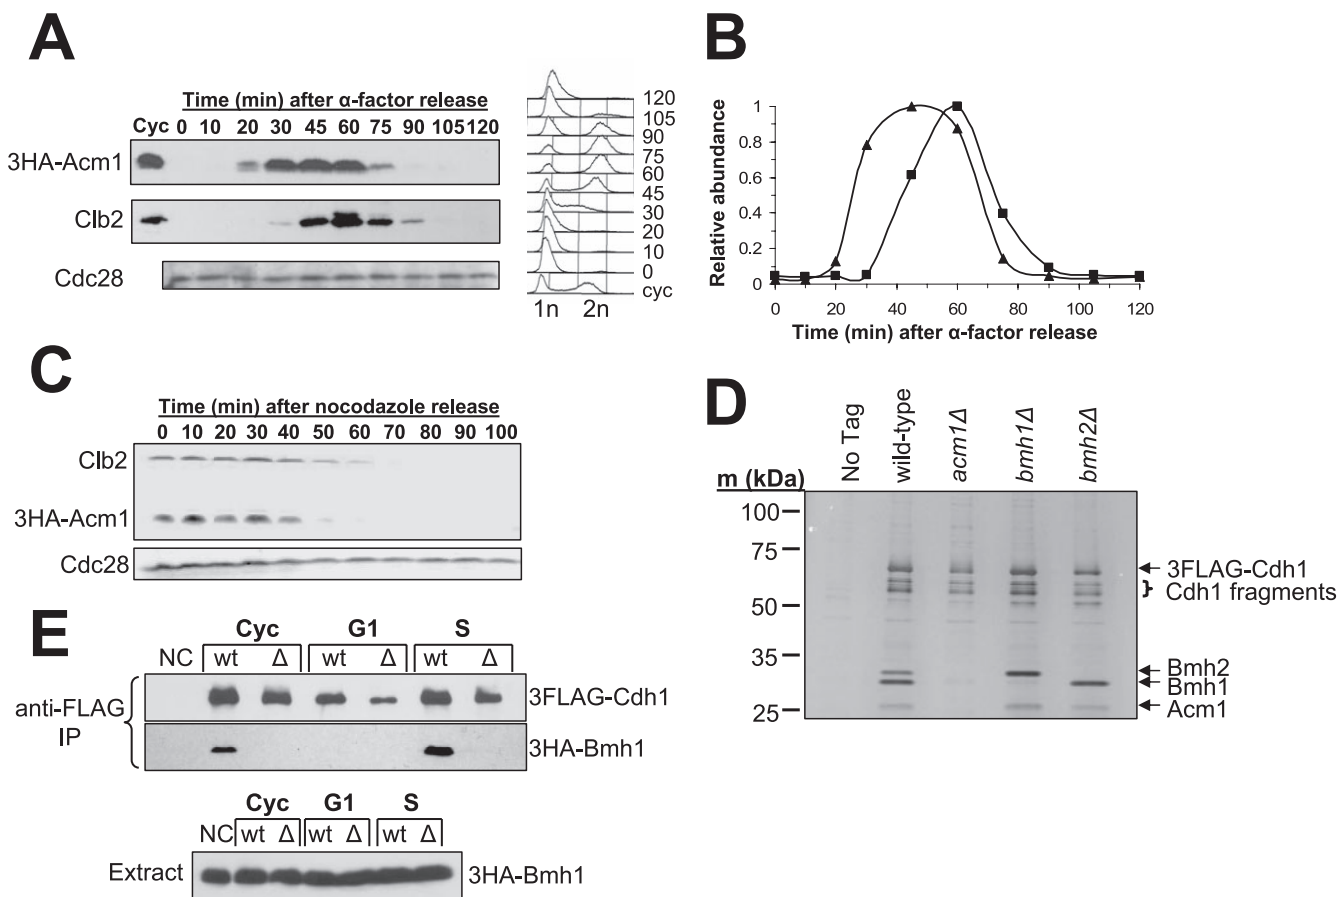 A
Time (min) after α-factor release
Cyc 0 10 20 30 45 60 75 90 105 120
3HA-Acm1
Clb2
Cdc28
120
105
90
75
60
45
30
20
10
0
cyc
1n 2n
B
Relative abundance
1
0.8
0.6
0.4
0.2
0
0 20 40 60 80 100 120
Time (min) after α-factor release
C
Time (min) after nocodazole release
0 10 20 30 40 50 60 70 80 90 100
Clb2
3HA-Acm1
Cdc28
D
No Tag
wild-type
acm1Δ
bmh1Δ
bmh2Δ
m (kDa)
100
75
50
35
25
3FLAG-Cdh1
Cdh1 fragments
Bmh2
Bmh1
Acm1
E
Cyc G1 S
NC wt Δ wt Δ wt Δ
anti-FLAG
IP
3FLAG-Cdh1
3HA-Bmh1
Cyc G1 S
NC wt Δ wt Δ wt Δ
Extract
3HA-Bmh1